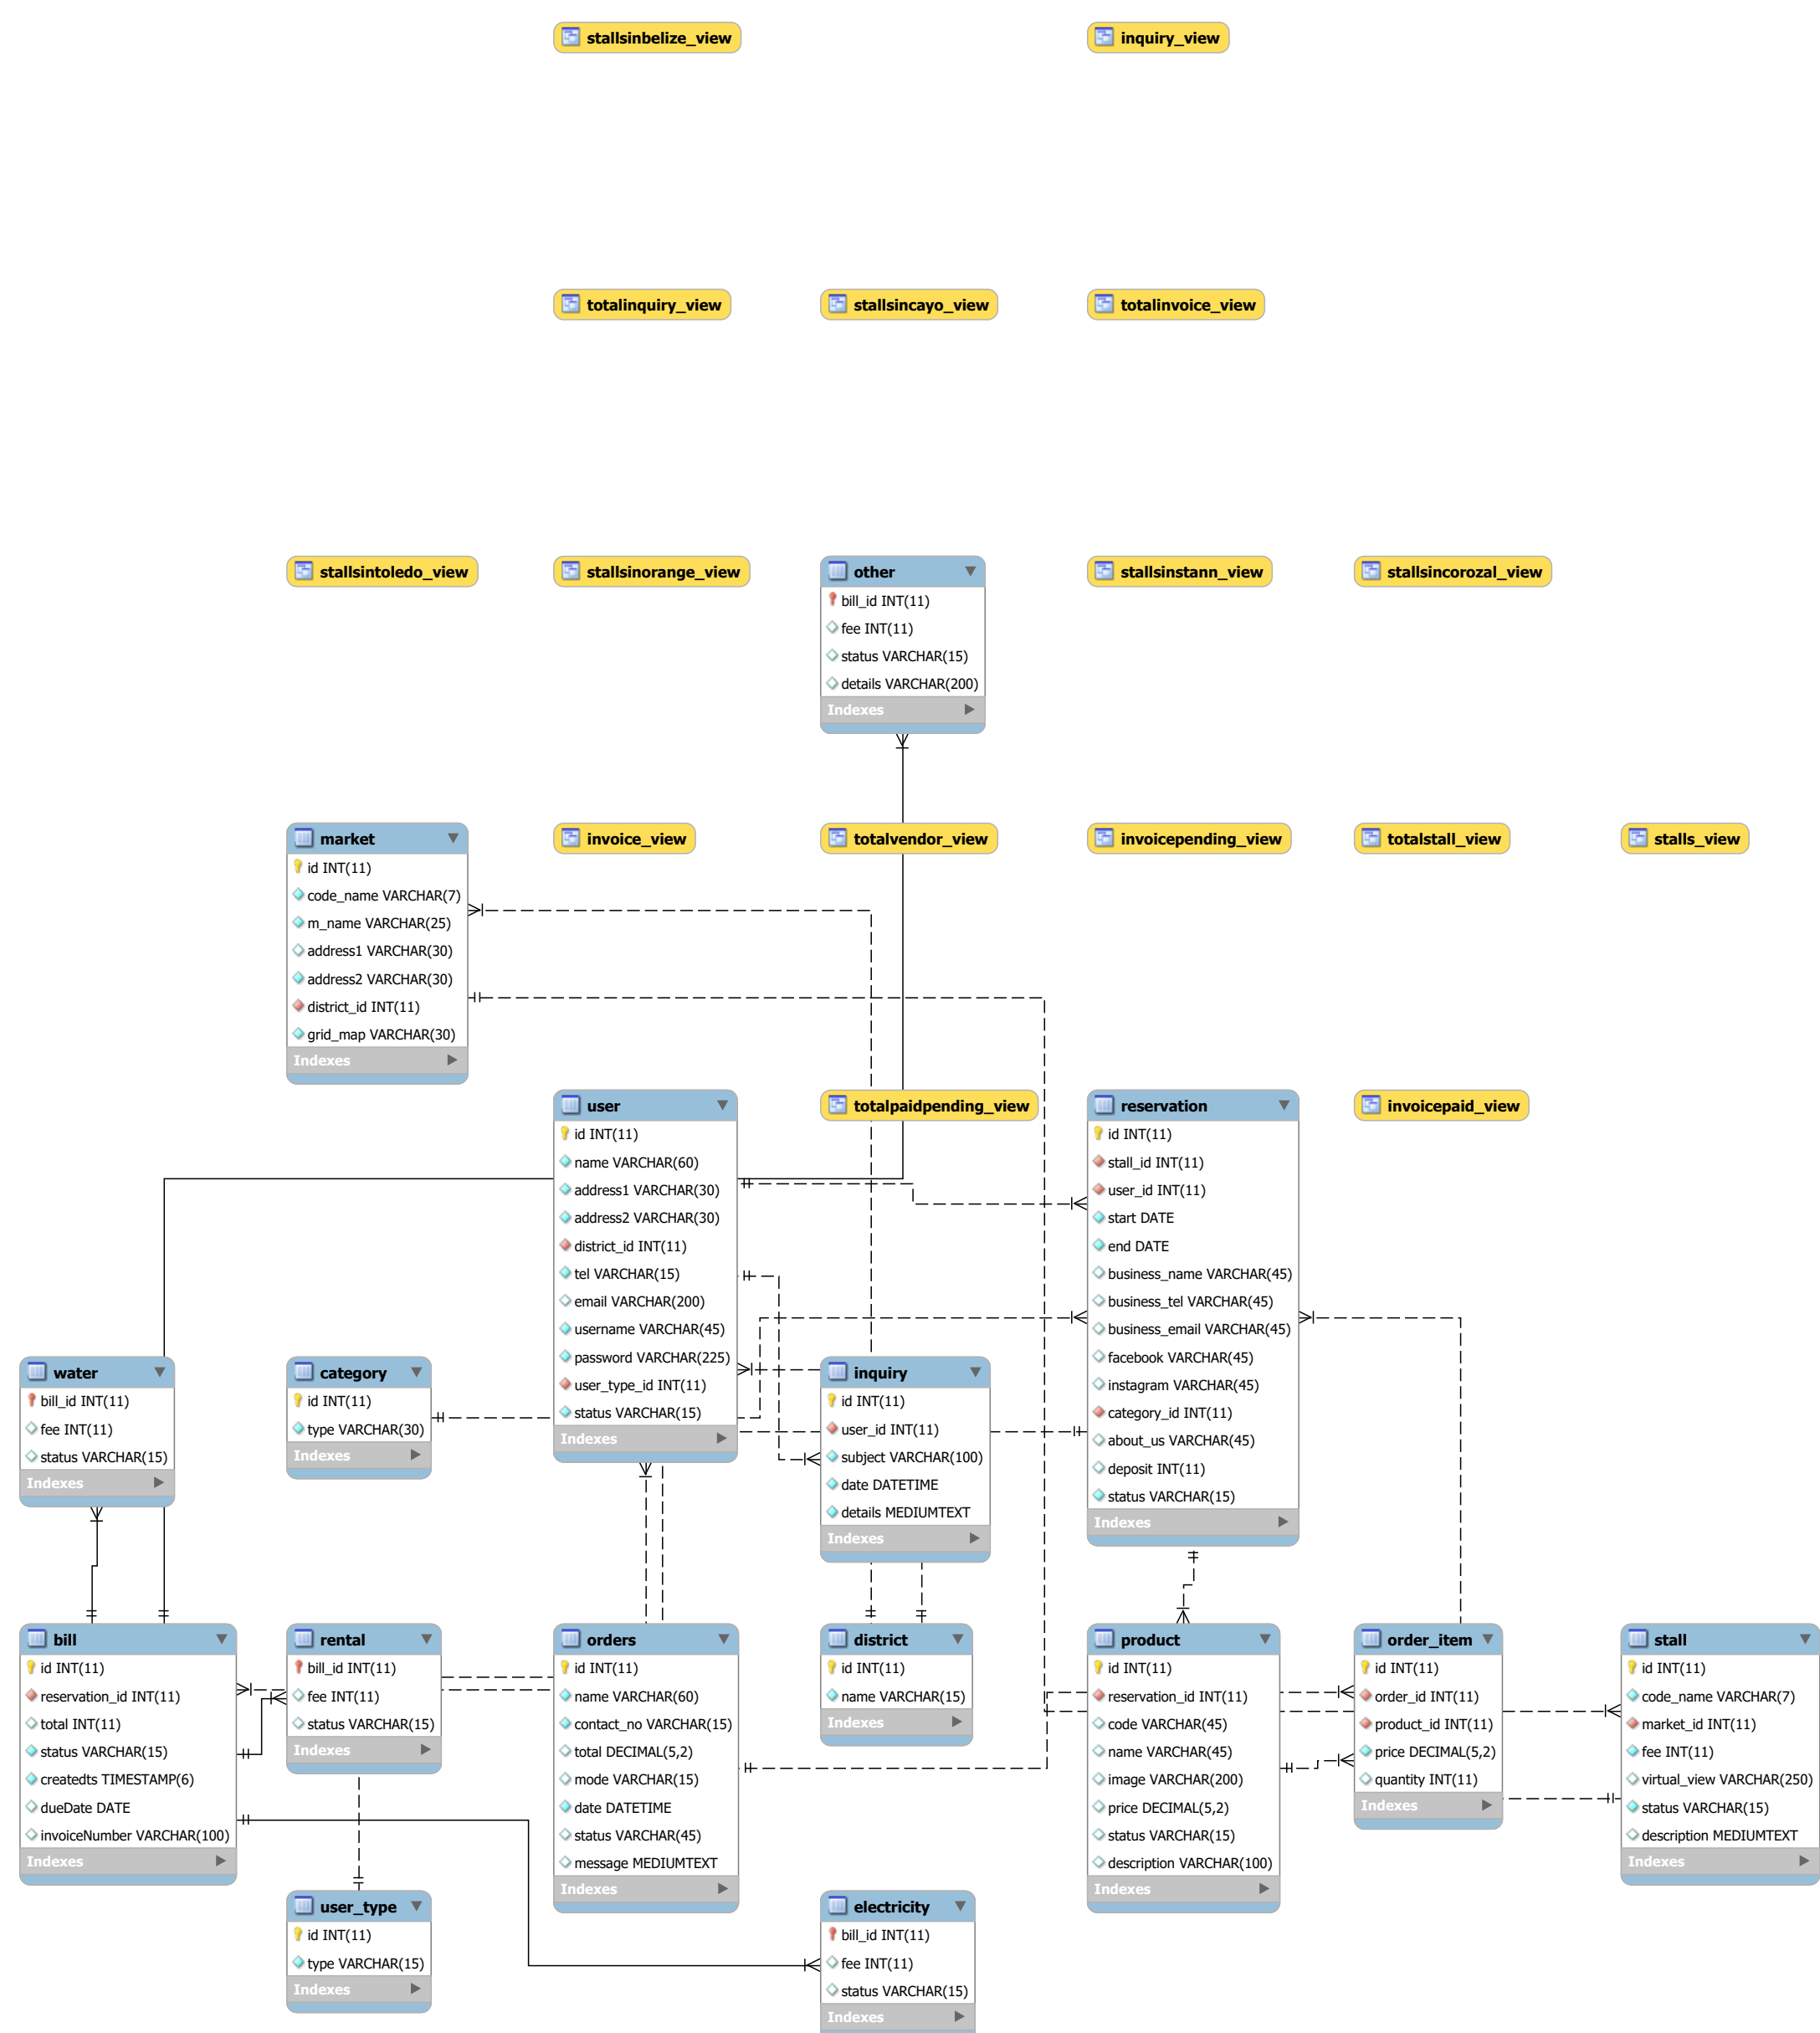 stallsinbelize_view
inquiry_view
totalinquiry_view
stallsincayo_view
totalinvoice_view
stallsintoledo_view
stallsinorange_view
other
bill_id INT(11)
fee INT(11)
status VARCHAR(15)
details VARCHAR(200)
Indexes
stallsinstann_view
stallsincorozal_view
market
id INT(11)
code_name VARCHAR(7)
m_name VARCHAR(25)
address1 VARCHAR(30)
address2 VARCHAR(30)
district_id INT(11)
grid_map VARCHAR(30)
Indexes
invoice_view
totalvendor_view
invoicepending_view
totalstall_view
stalls_view
user
id INT(11)
name VARCHAR(60)
address1 VARCHAR(30)
address2 VARCHAR(30)
district_id INT(11)
tel VARCHAR(15)
email VARCHAR(200)
username VARCHAR(45)
password VARCHAR(225)
user_type_id INT(11)
status VARCHAR(15)
Indexes
totalpaidpending_view
reservation
id INT(11)
stall_id INT(11)
user_id INT(11)
start DATE
end DATE
business_name VARCHAR(45)
business_tel VARCHAR(45)
business_email VARCHAR(45)
facebook VARCHAR(45)
instagram VARCHAR(45)
category_id INT(11)
about_us VARCHAR(45)
deposit INT(11)
status VARCHAR(15)
Indexes
invoicepaid_view
water
bill_id INT(11)
fee INT(11)
status VARCHAR(15)
Indexes
category
id INT(11)
type VARCHAR(30)
Indexes
inquiry
id INT(11)
user_id INT(11)
subject VARCHAR(100)
date DATETIME
details MEDIUMTEXT
Indexes
bill
id INT(11)
reservation_id INT(11)
total INT(11)
status VARCHAR(15)
createdts TIMESTAMP(6)
dueDate DATE
invoiceNumber VARCHAR(100)
Indexes
rental
bill_id INT(11)
fee INT(11)
status VARCHAR(15)
Indexes
orders
id INT(11)
name VARCHAR(60)
contact_no VARCHAR(15)
total DECIMAL(5,2)
mode VARCHAR(15)
date DATETIME
status VARCHAR(45)
message MEDIUMTEXT
Indexes
district
id INT(11)
name VARCHAR(15)
Indexes
product
id INT(11)
reservation_id INT(11)
code VARCHAR(45)
name VARCHAR(45)
image VARCHAR(200)
price DECIMAL(5,2)
status VARCHAR(15)
description VARCHAR(100)
Indexes
order_item
id INT(11)
order_id INT(11)
product_id INT(11)
price DECIMAL(5,2)
quantity INT(11)
Indexes
stall
id INT(11)
code_name VARCHAR(7)
market_id INT(11)
fee INT(11)
virtual_view VARCHAR(250)
status VARCHAR(15)
description MEDIUMTEXT
Indexes
user_type
id INT(11)
type VARCHAR(15)
Indexes
electricity
bill_id INT(11)
fee INT(11)
status VARCHAR(15)
Indexes